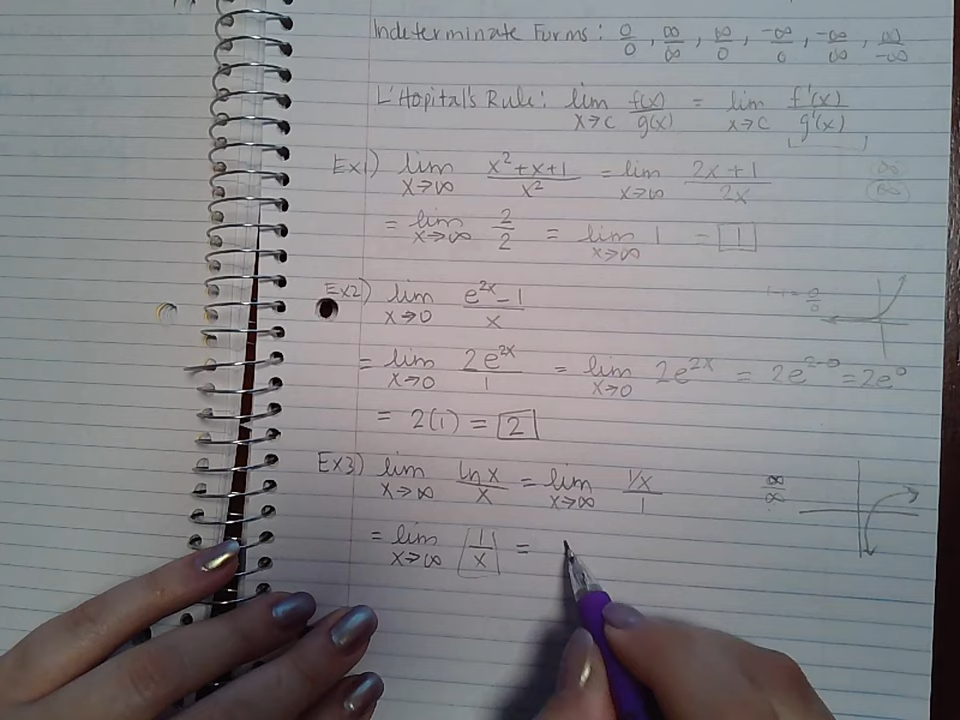 Indeterminate Forms: 0/0, ∞/∞, ∞/0, -∞/0, -∞/∞, ∞/-∞
L'Hopital's Rule: lim x→c f(x)/g(x) = lim x→c f'(x)/g'(x)
Ex1) lim x→∞ x²+x+1/x² = lim x→∞ 2x+1/2x ∞/∞
= lim x→∞ 2/2 = lim x→∞ 1 = 1
Ex2) lim x→0 e^2x-1/x 0/0
= lim x→0 2e^2x/1 = lim x→0 2e^2x = 2e^2·0 = 2e^0
= 2(1) = 2
Ex3) lim x→∞ ln x/x = lim x→∞ 1/x/1 ∞/∞
= lim x→∞ 1/x =